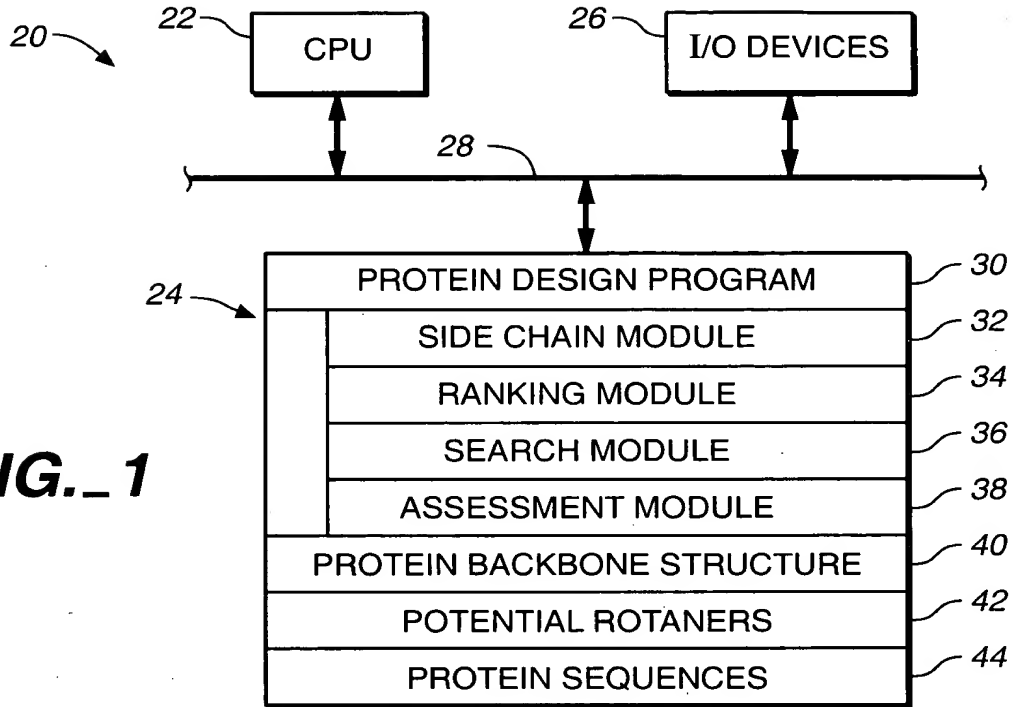 20
22
CPU
26
I/O DEVICES
28
24
PROTEIN DESIGN PROGRAM
30
SIDE CHAIN MODULE
32
RANKING MODULE
34
SEARCH MODULE
36
ASSESSMENT MODULE
38
PROTEIN BACKBONE STRUCTURE
40
POTENTIAL ROTANERS
42
PROTEIN SEQUENCES
44
IG._1